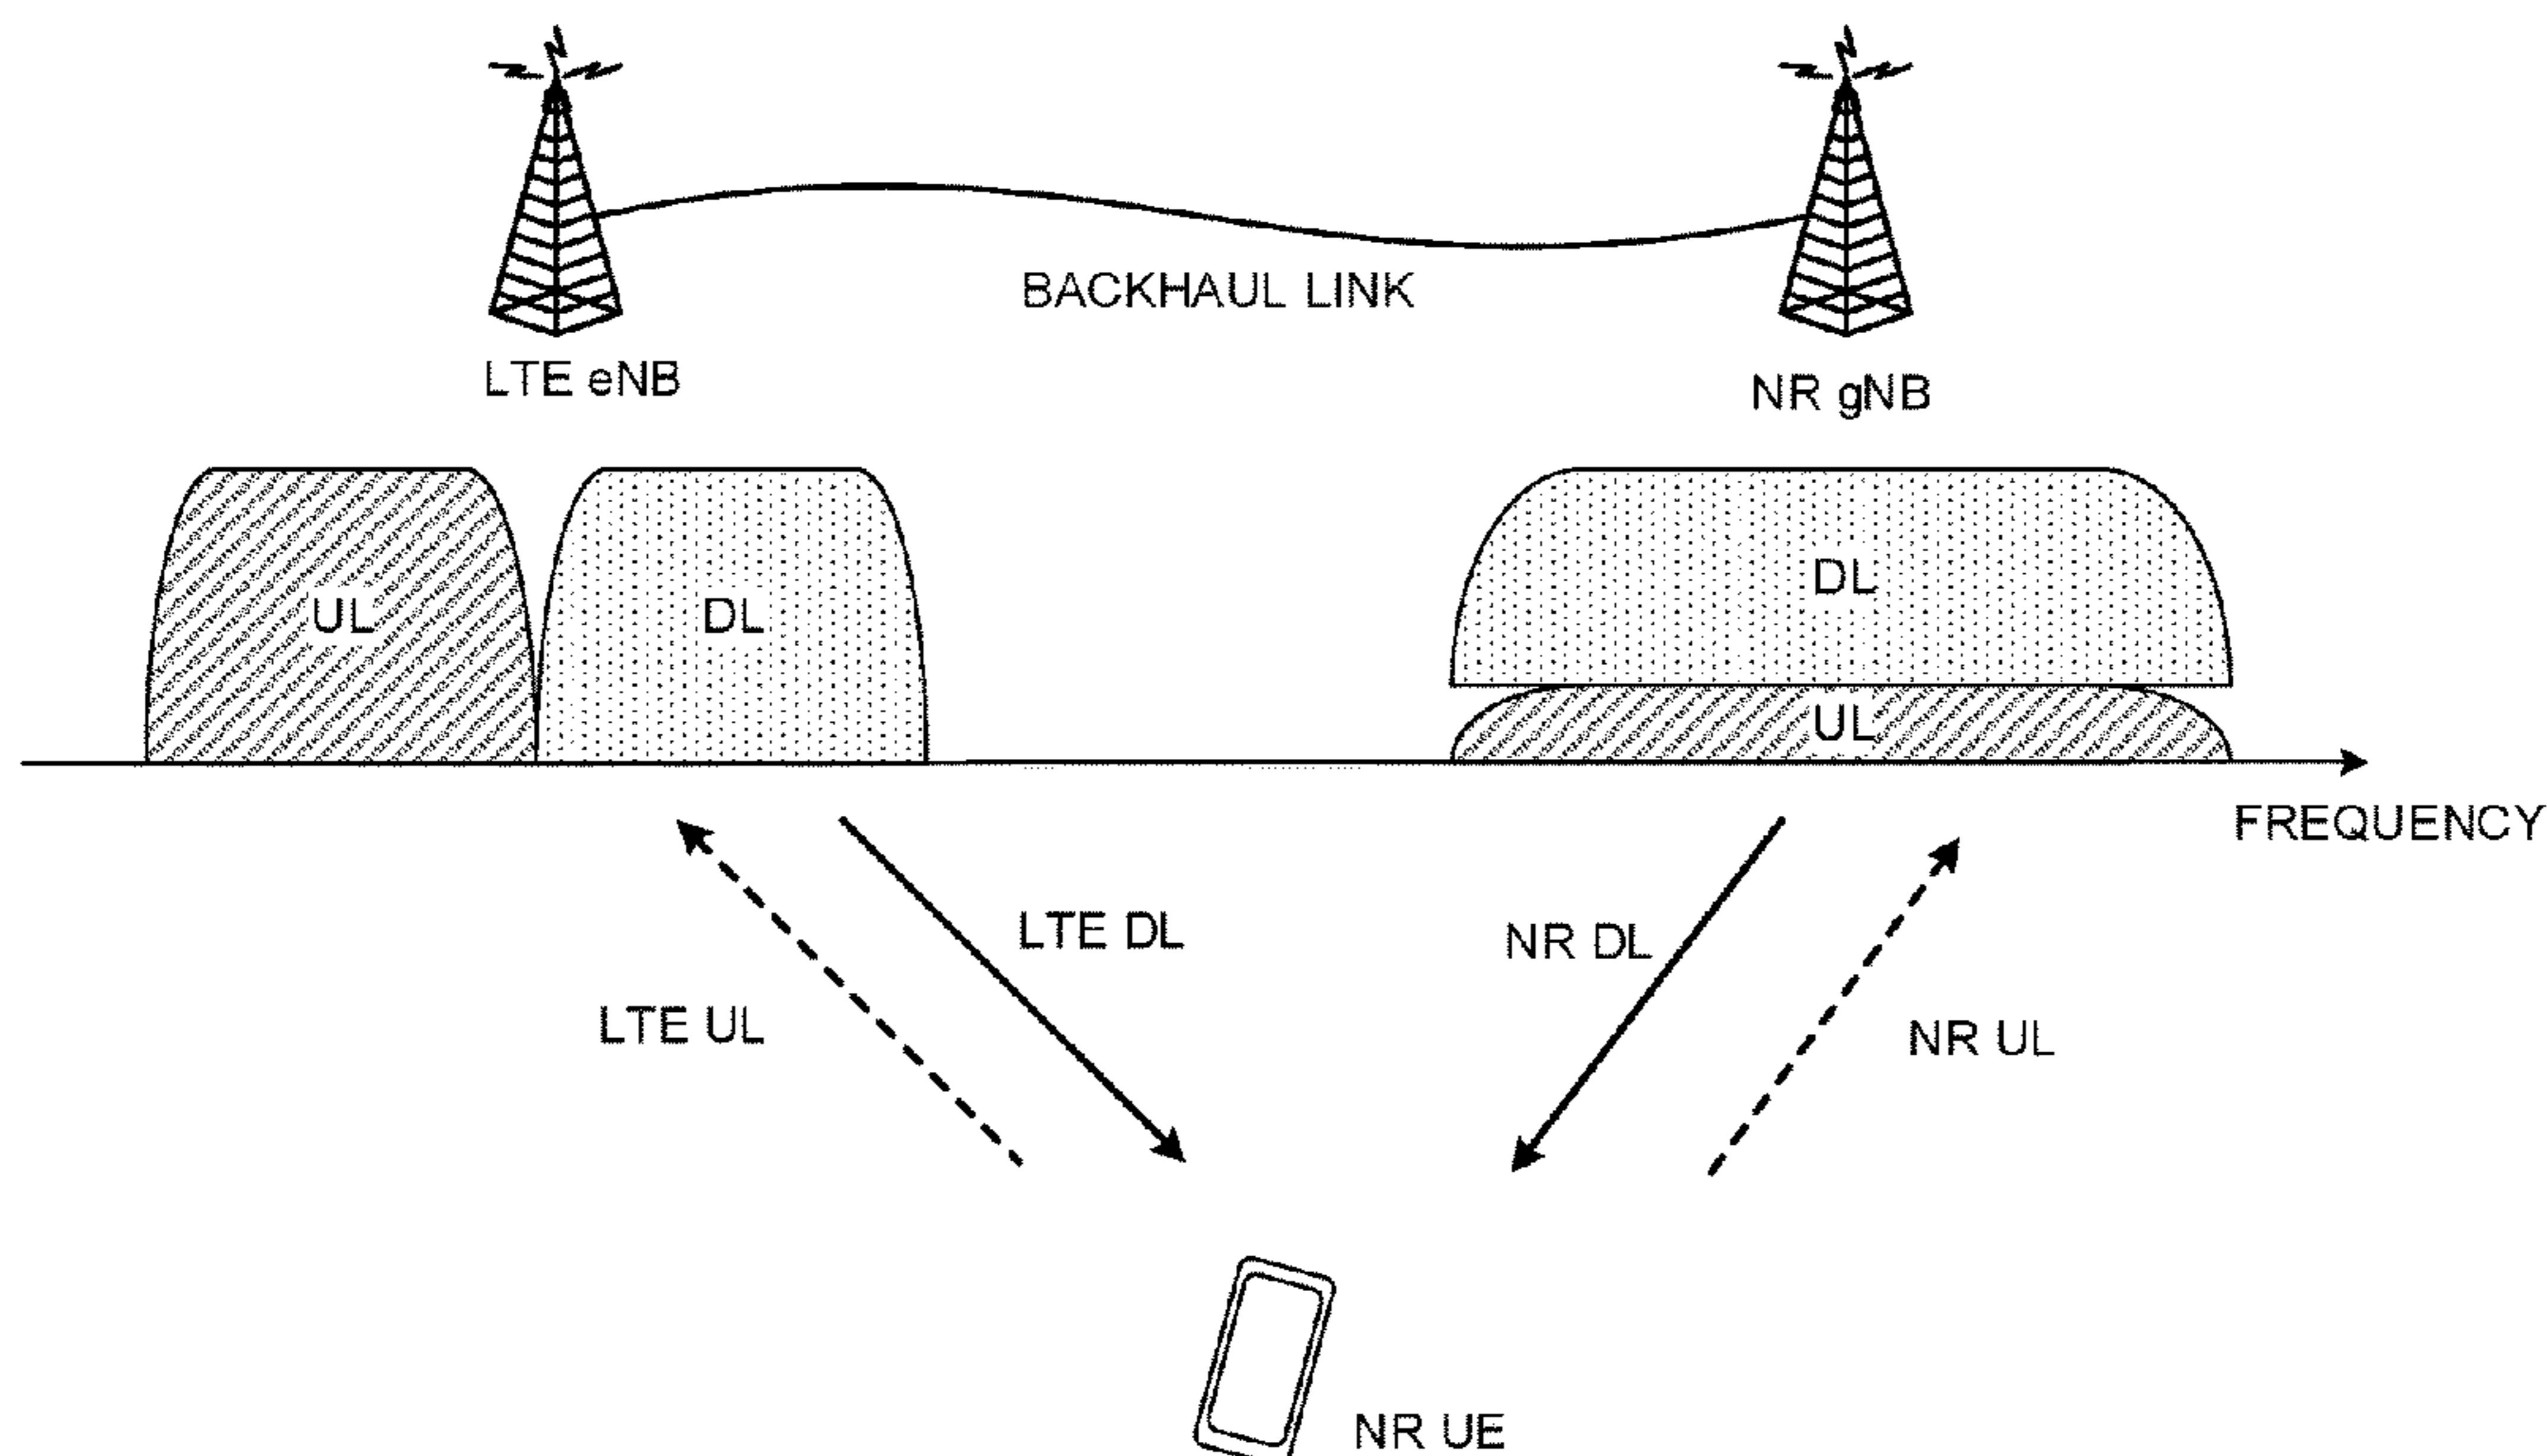 BACKHAUL LINK
LTE eNB
NR gNB
UL
DL
DL
UL
FREQUENCY
LTE DL
NR DL
LTE UL
NR UL
NR UE